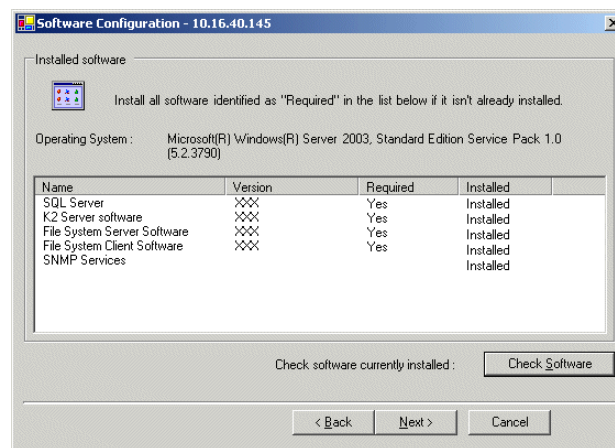 Software Configuration - 10.16.40.145
Installed software
Install all software identified as "Required" in the list below if it isn't already installed.
Operating System : Microsoft(R) Windows(R) Server 2003, Standard Edition Service Pack 1.0
(5.2.3790)
Name Version Required Installed
SQL Server XXX Yes Installed
K2 Server software XXX Yes Installed
File System Server Software XXX Yes Installed
File System Client Software XXX Yes Installed
SNMP Services Installed
Check software currently installed : Check Software
< Back Next > Cancel